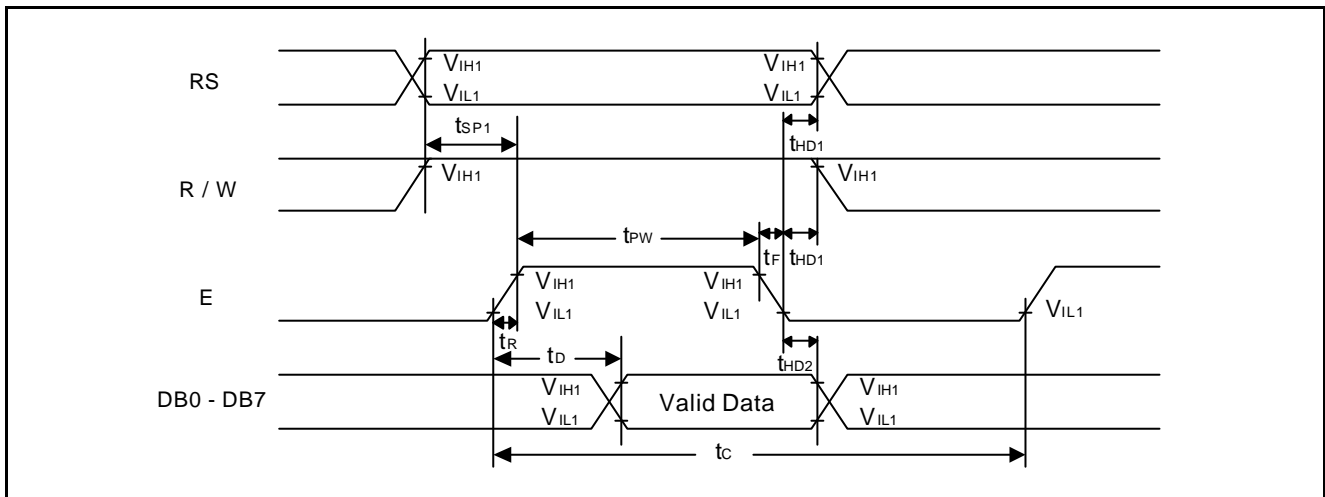 RS
VIH1
VIH1
VIL1
VIL1
tSP1
tHD1
R / W
VIH1
VIH1
tPW
tF
tHD1
E
VIH1
VIH1
VIL1
VIL1
VIL1
tR
tD
tHD2
DB0 - DB7
VIH1
Valid Data
VIH1
VIL1
VIL1
tC